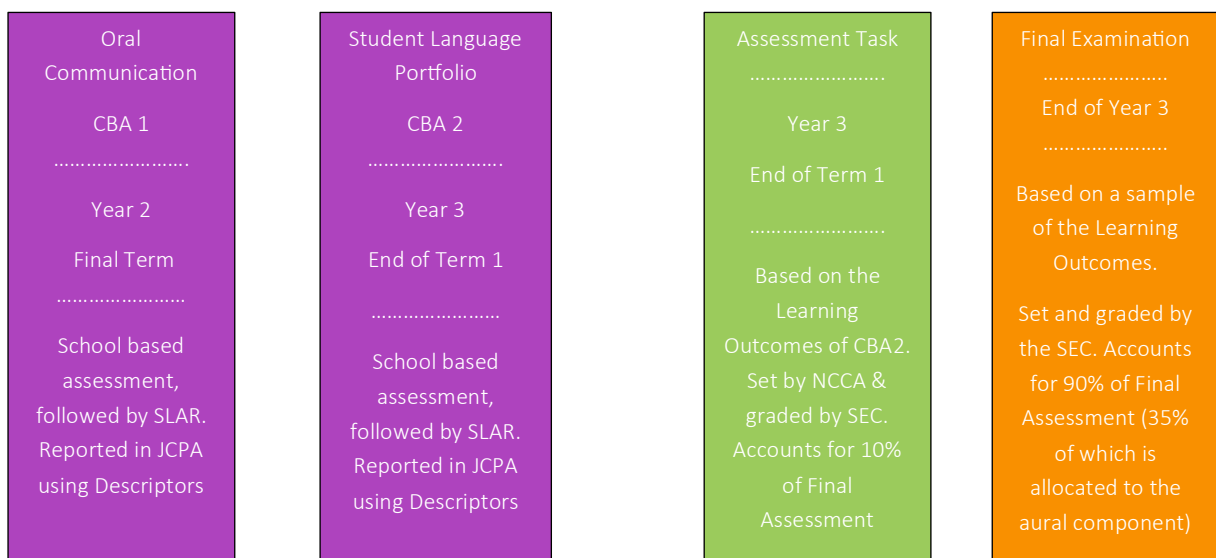 Oral
Communication
CBA 1
…………………….
Year 2
Final Term
……………………
School based
assessment,
followed by SLAR.
Reported in JCPA
using Descriptors
Student Language
Portfolio
CBA 2
…………………….
Year 3
End of Term 1
……………………
School based
assessment,
followed by SLAR.
Reported in JCPA
using Descriptors
Assessment Task
…………………….
Year 3
End of Term 1
…………………….
Based on the
Learning
Outcomes of CBA2.
Set by NCCA &
graded by SEC.
Accounts for 10%
of Final
Assessment
Final Examination
…………………..
End of Year 3
…………………..
Based on a sample
of the Learning
Outcomes.
Set and graded by
the SEC. Accounts
for 90% of Final
Assessment (35%
of which is
allocated to the
aural component)